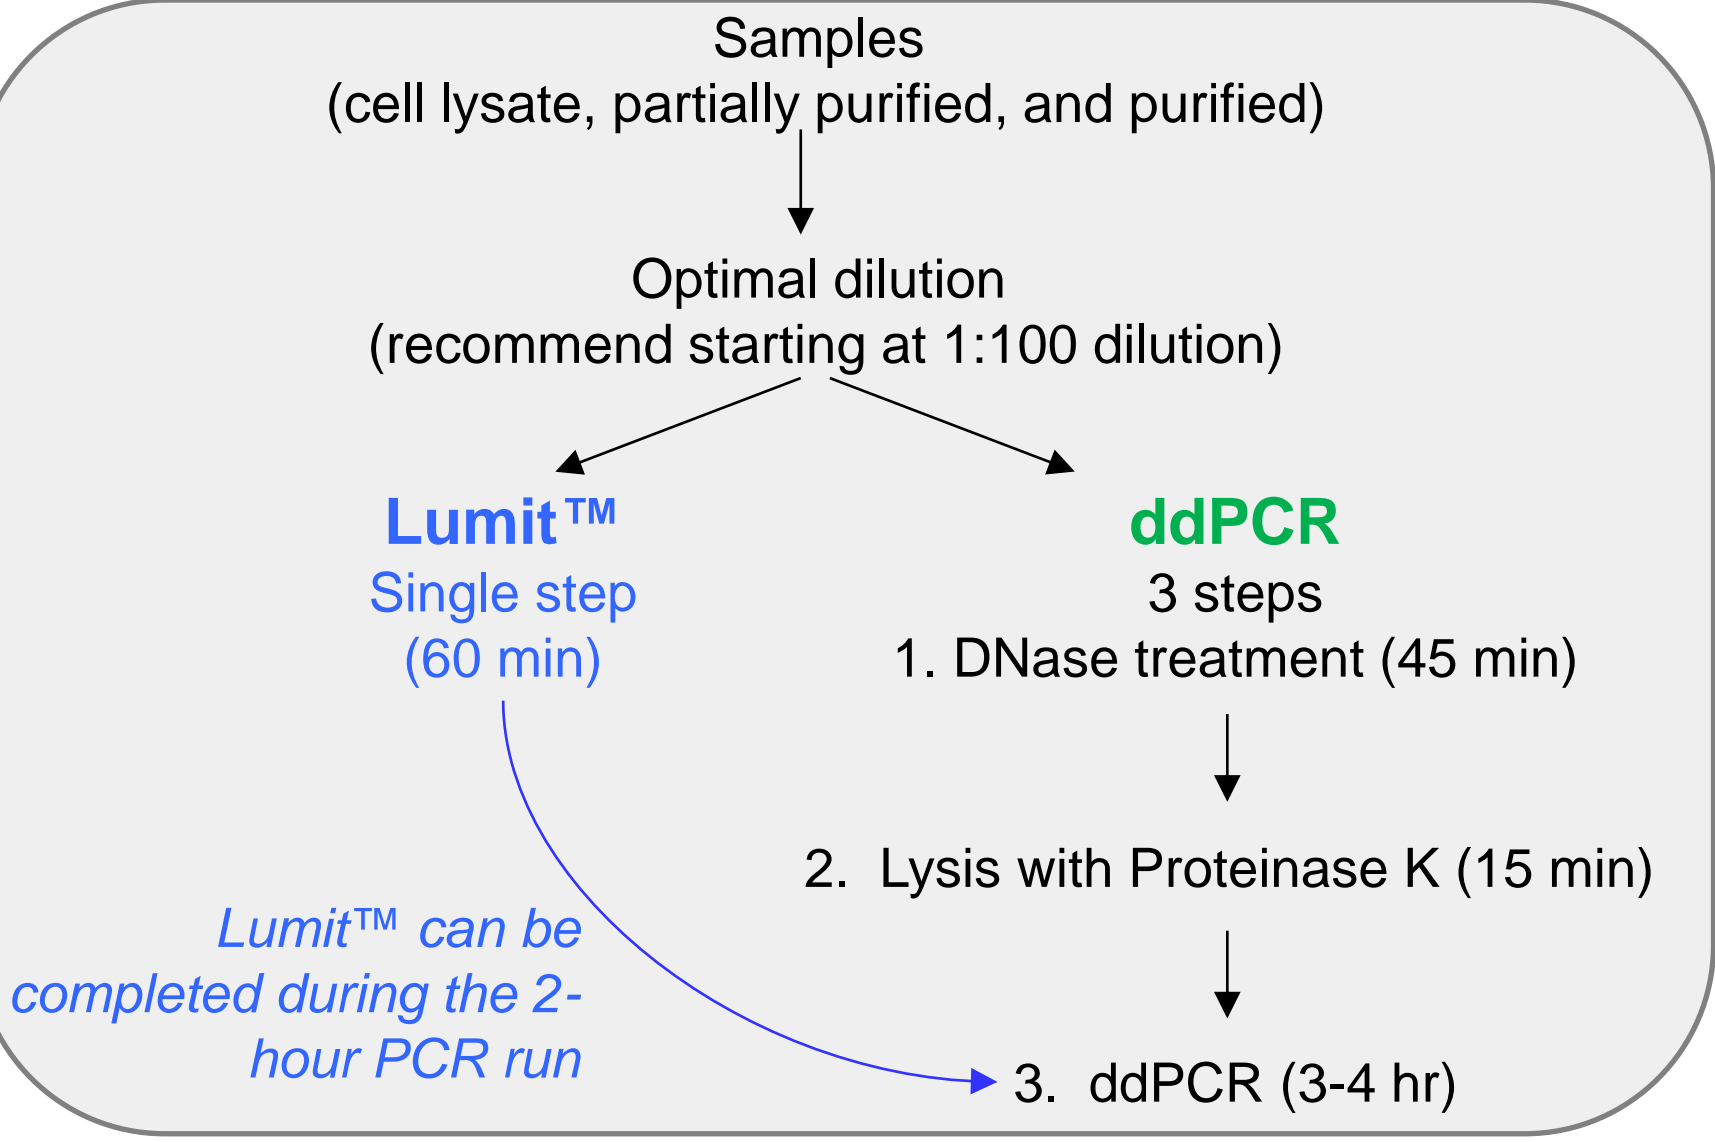 Samples
(cell lysate, partially purified, and purified)
Optimal dilution
(recommend starting at 1:100 dilution)
Lumit™
Single step
(60 min)
ddPCR
3 steps
1. DNase treatment (45 min)
2. Lysis with Proteinase K (15 min)
Lumit™ can be
completed during the 2-
hour PCR run
3. ddPCR (3-4 hr)